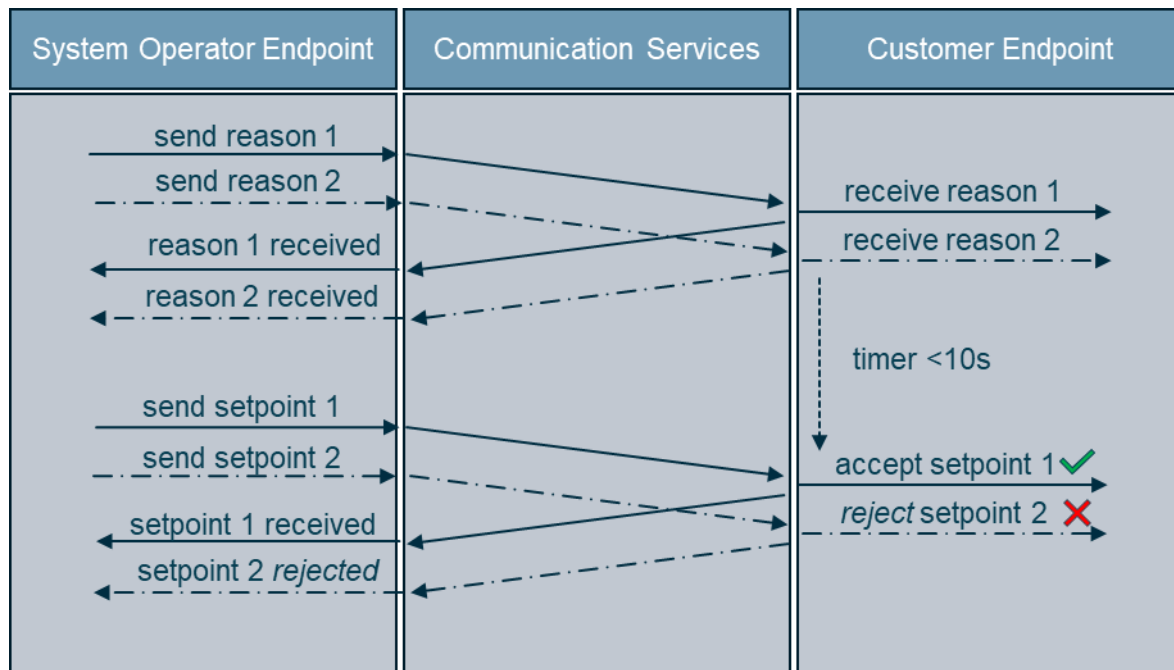 System Operator Endpoint
Communication Services
Customer Endpoint
send reason 1
send reason 2
receive reason 1
reason 1 received
receive reason 2
reason 2 received
timer <10s
send setpoint 1
send setpoint 2
accept setpoint 1
setpoint 1 received
reject setpoint 2
setpoint 2 rejected